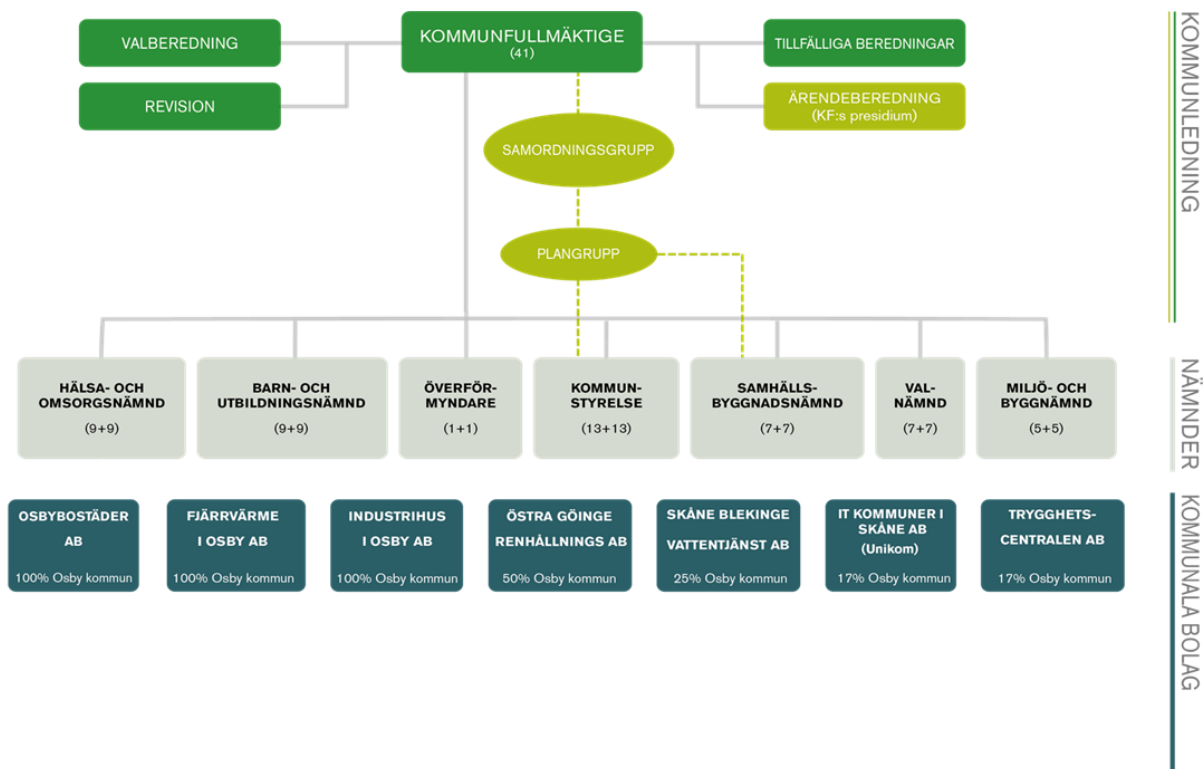 VALBEREDNING
KOMMUNFULLMÄKTIGE
(41)
TILLFÄLLIGA BEREDNINGAR
REVISION
ÄRENDEBEREDNING
(KF:s presidium)
SAMORDNINGSGRUPP
PLANGRUPP
KOMMUNLEDNING
HÄLSA- OCH
OMSORGSNÄMND
(9+9)
BARN- OCH
UTBILDNINGSNÄMND
(9+9)
ÖVERFÖR-
MYNDARE
(1+1)
KOMMUN-
STYRELSE
(13+13)
SAMHÄLLS-
BYGGNADSNÄMND
(7+7)
VAL-
NÄMND
(7+7)
MILJÖ- OCH
BYGGNÄMND
(5+5)
NÄMNDER
OSBYBOSTÄDER
AB
100% Osby kommun
FJÄRRVÄRME
I OSBY AB
100% Osby kommun
INDUSTRIHUS
I OSBY AB
100% Osby kommun
ÖSTRA GÖINGE
RENHÅLLNINGS AB
50% Osby kommun
SKÅNE BLEKINGE
VATTENTJÄNST AB
25% Osby kommun
IT KOMMUNER I
SKÅNE AB
(Unikom)
17% Osby kommun
TRYGGHETS-
CENTRALEN AB
17% Osby kommun
KOMMUNALA BOLAG